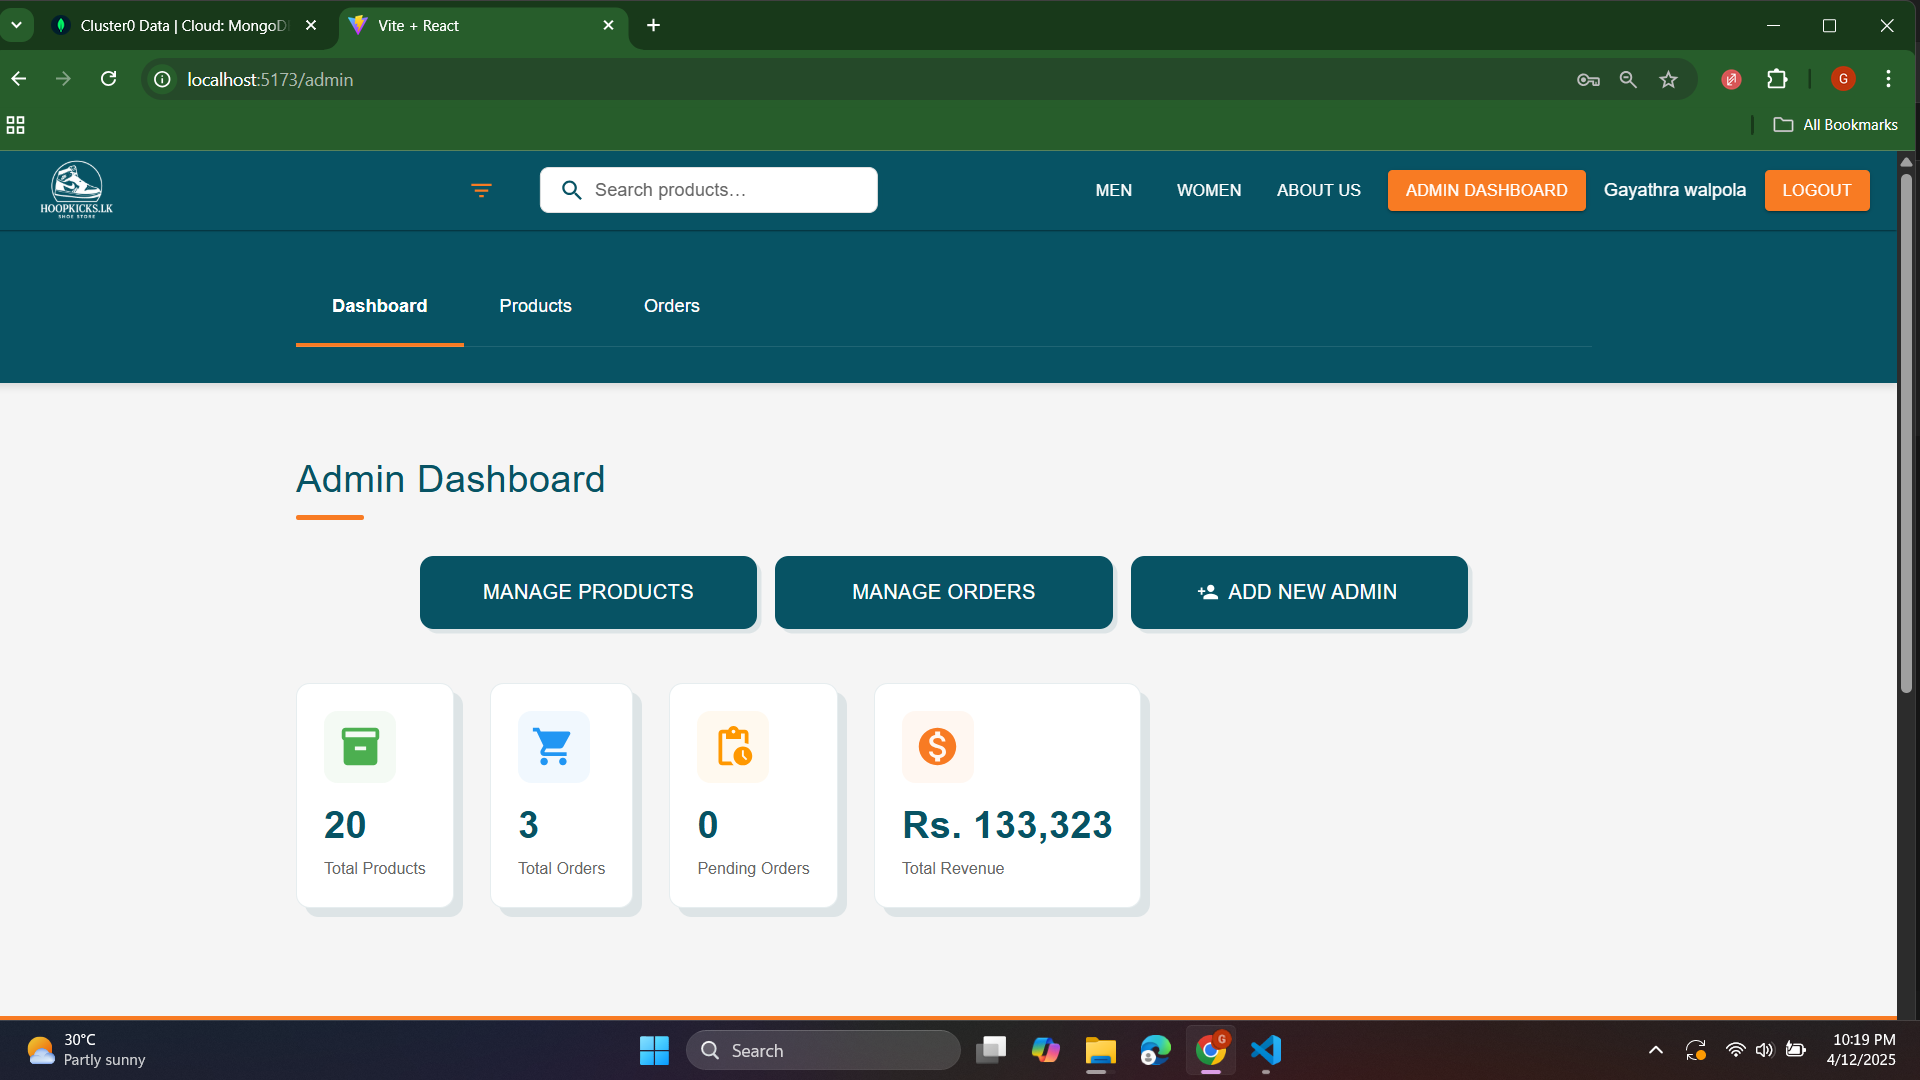 Cluster0 Data | Cloud: MongoD
Vite + React
localhost:5173/admin
G
All Bookmarks
HOOPKICKS.LK
SHOE STORE
Search products…
MEN
WOMEN
ABOUT US
ADMIN DASHBOARD
Gayathra walpola
LOGOUT
Dashboard
Products
Orders
Admin Dashboard
MANAGE PRODUCTS
MANAGE ORDERS
ADD NEW ADMIN
20
Total Products
3
Total Orders
0
Pending Orders
Rs. 133,323
Total Revenue
30°C
Partly sunny
Search
G
10:19 PM
4/12/2025